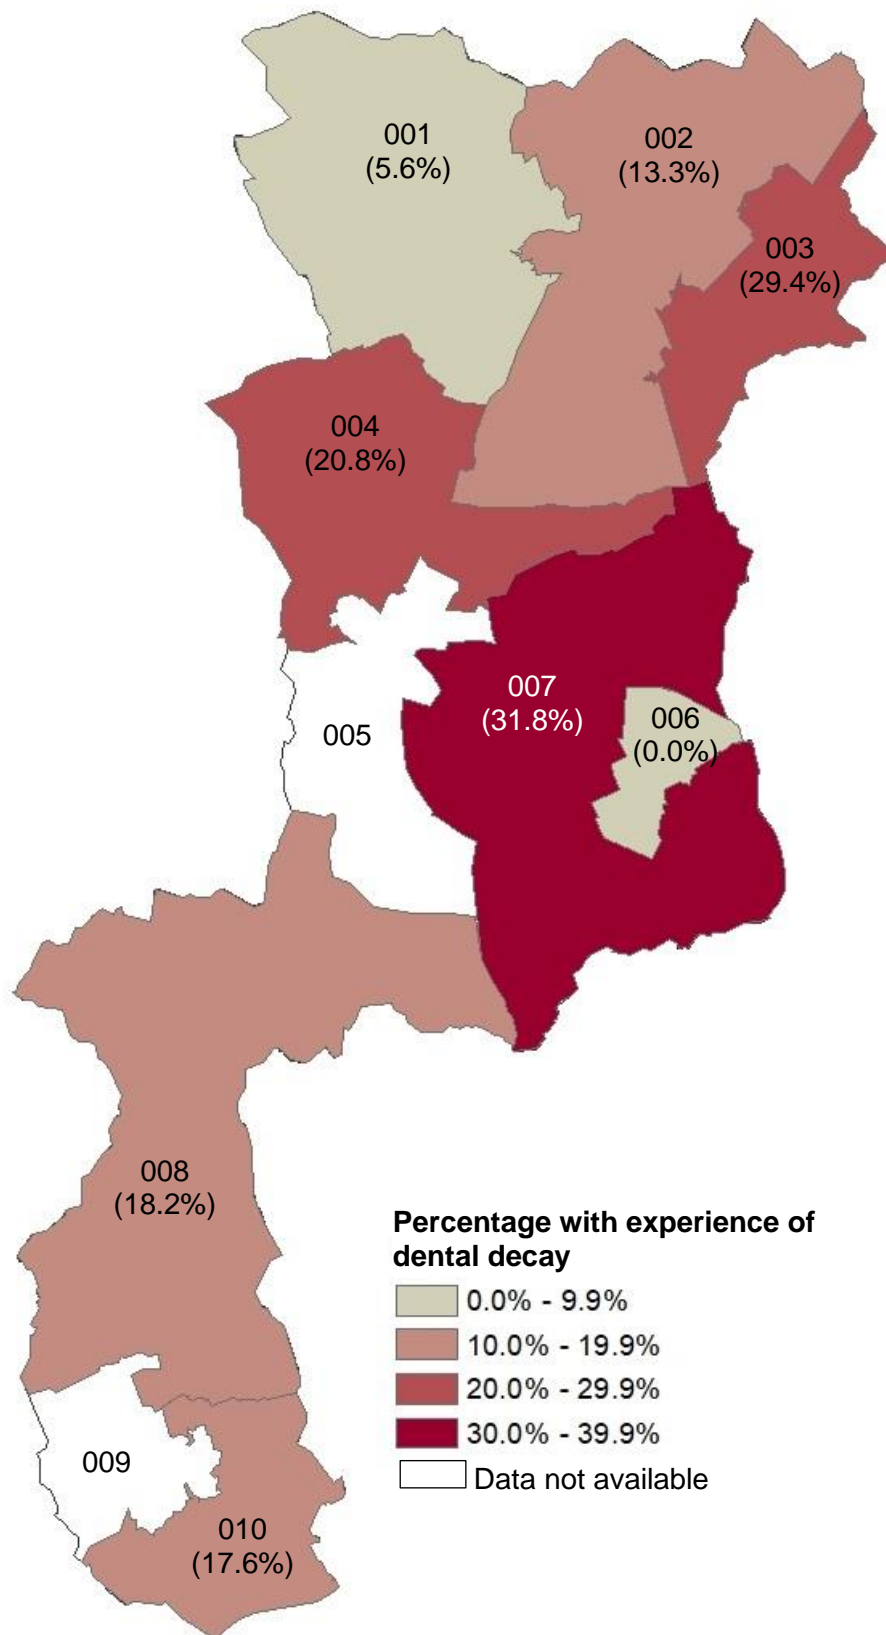 001
(5.6%)
002
(13.3%)
003
(29.4%)
004
(20.8%)
007
(31.8%)
006
(0.0%)
005
008
(18.2%)
Percentage with experience of
dental decay
0.0% - 9.9%
10.0% - 19.9%
20.0% - 29.9%
30.0% - 39.9%
Data not available
009
010
(17.6%)